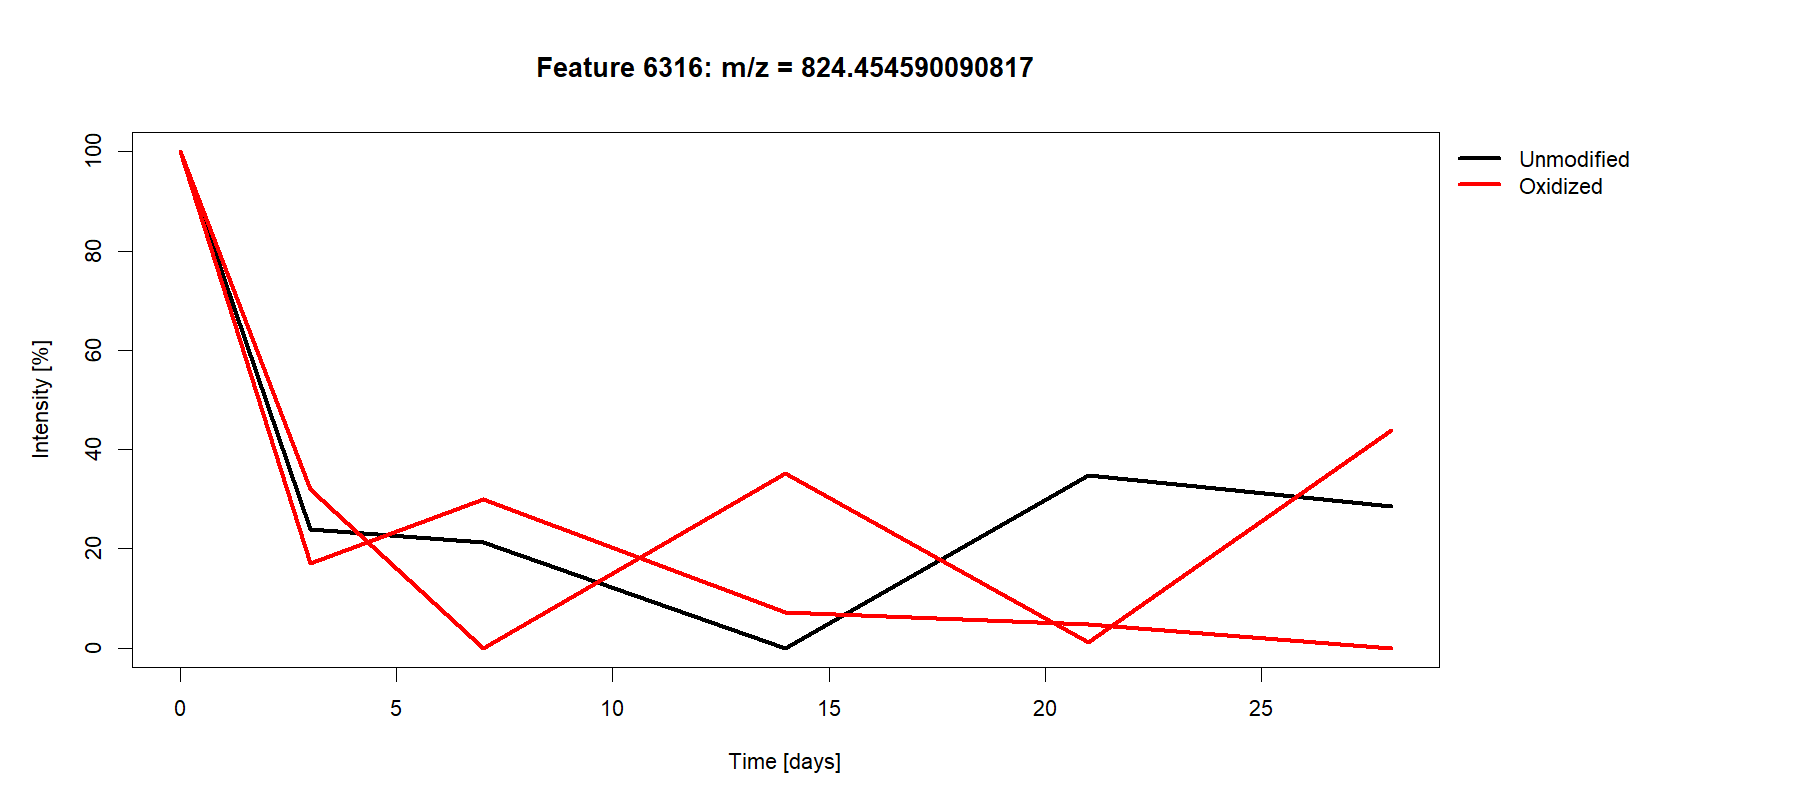 Feature 6316: m/z = 824.454590090817
Unmodified
Oxidized
Intensity [%]
100
80
60
40
20
0
0 5 10 15 20 25
Time [days]